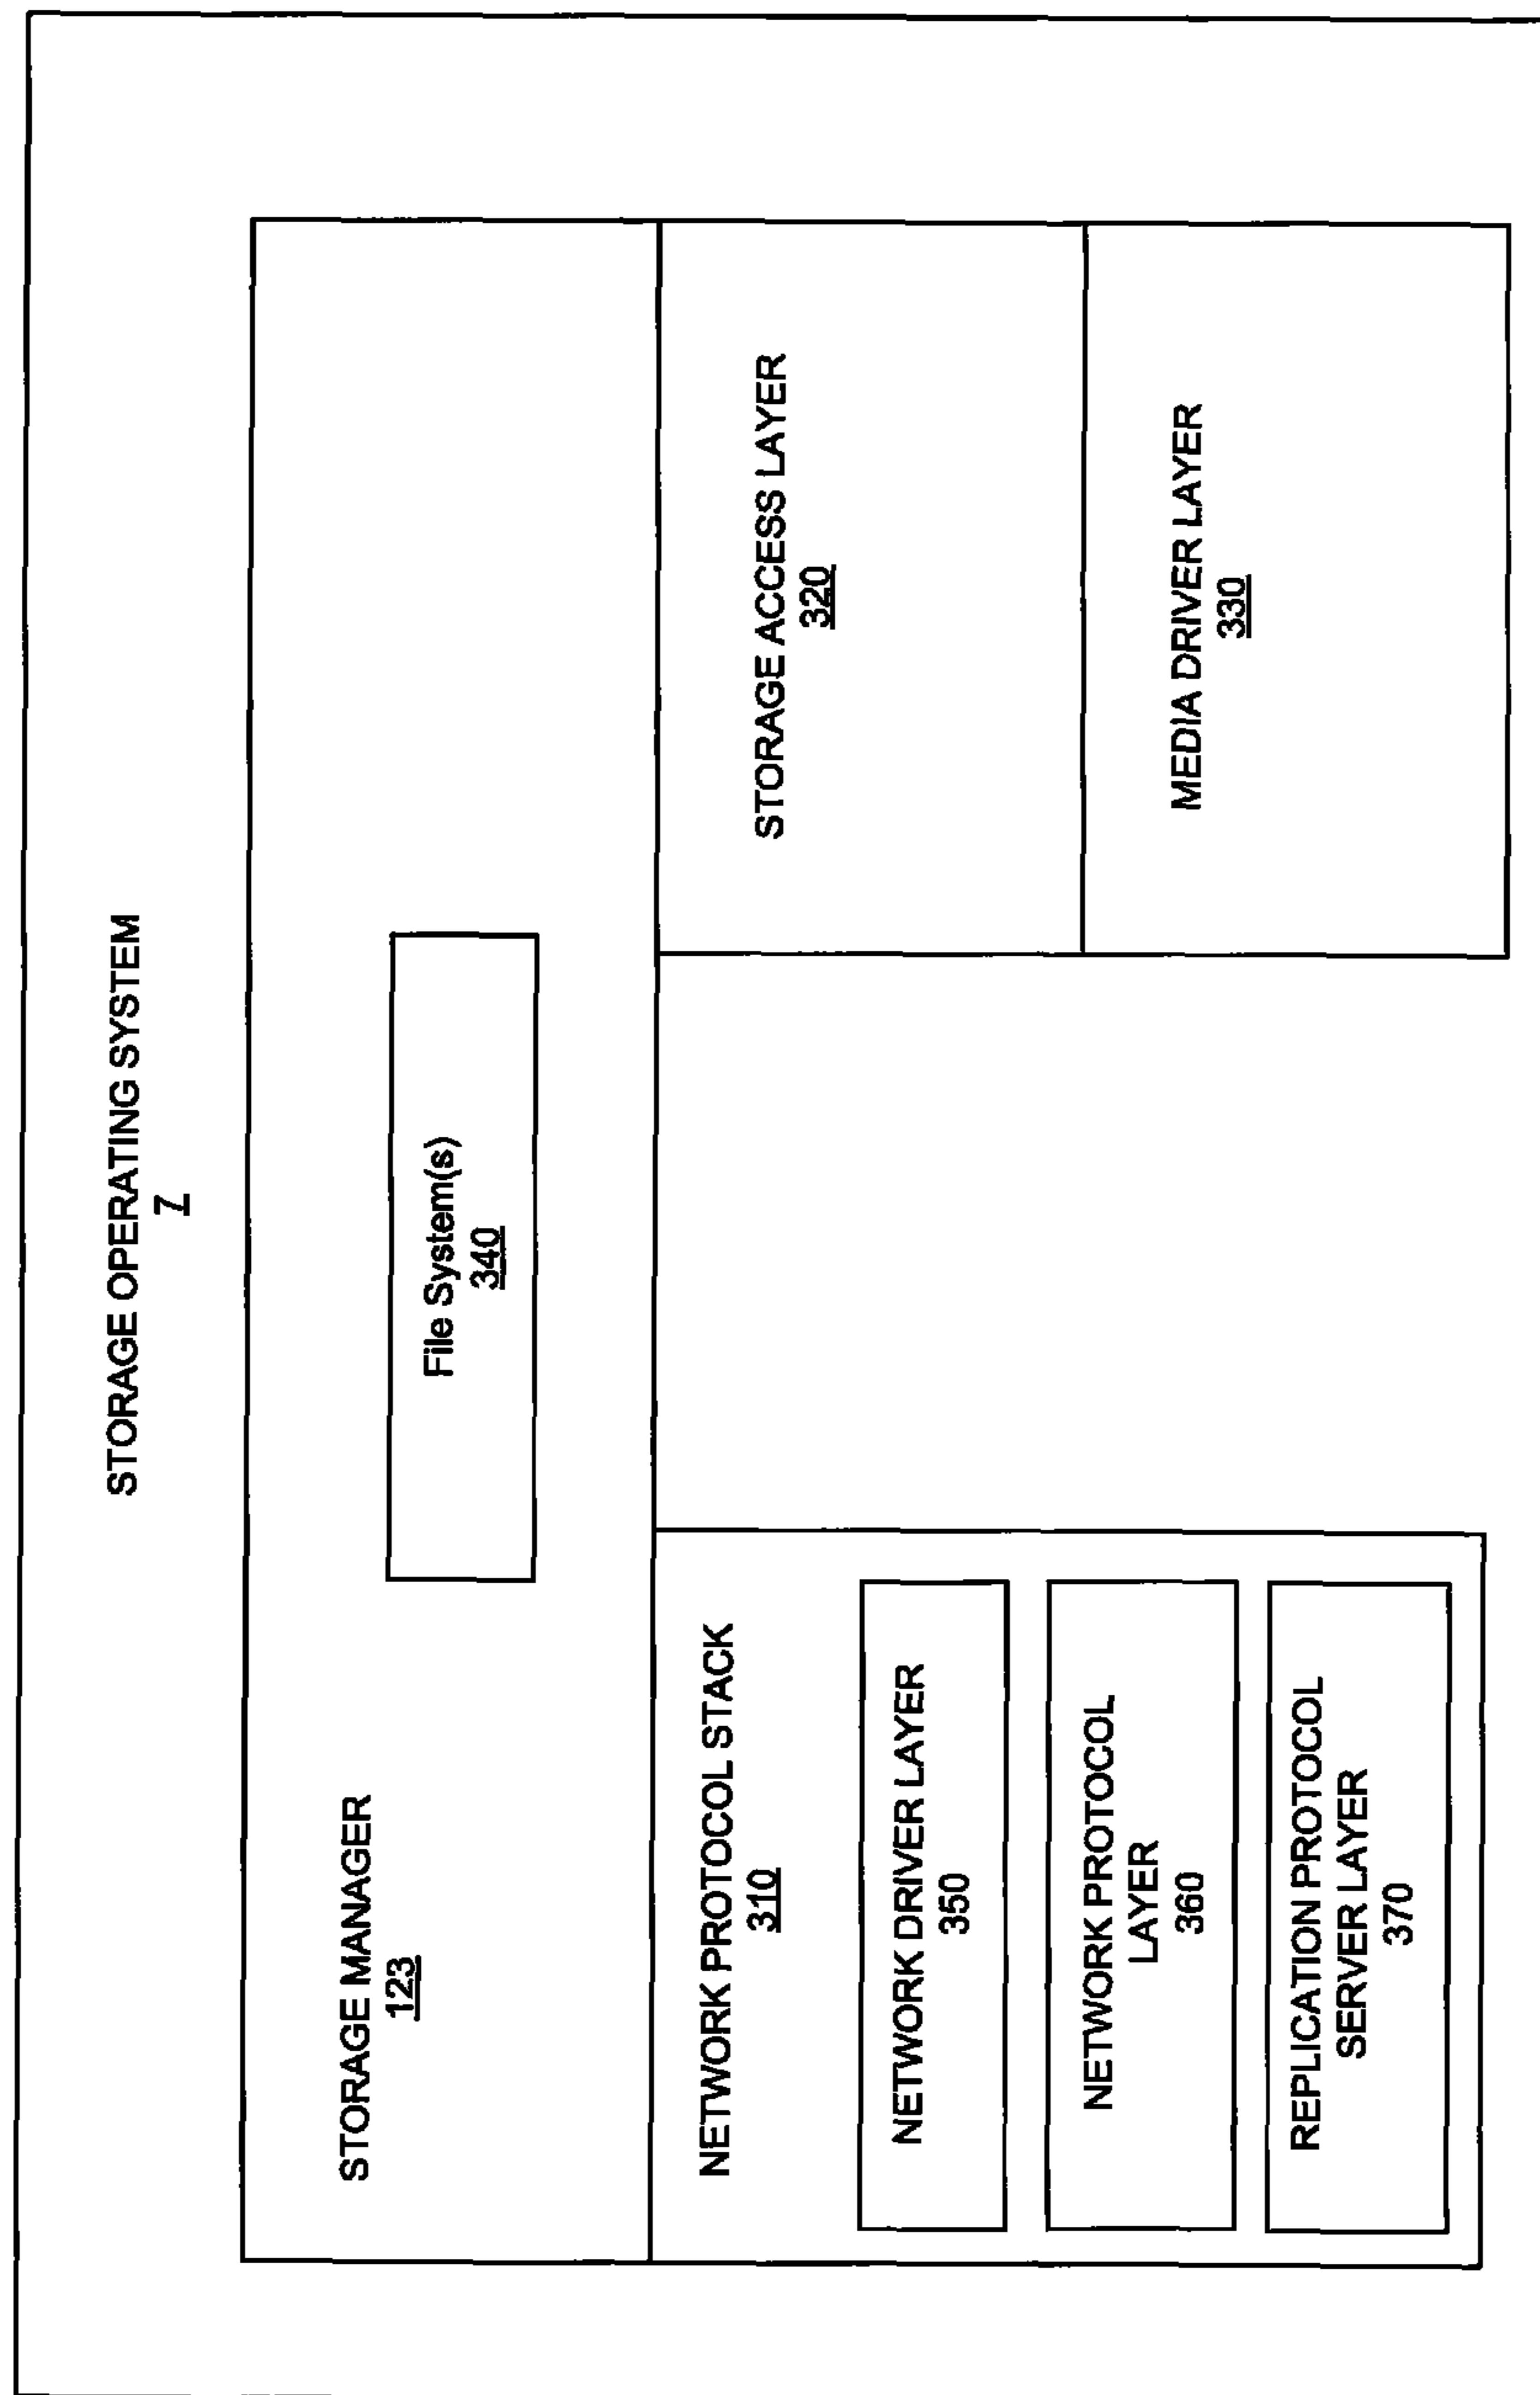 STORAGE OPERATING SYSTEM
7
STORAGE MANAGER
123
File System(s)
340
NETWORK PROTOCOL STACK
310
NETWORK DRIVER LAYER
350
NETWORK PROTOCOL
LAYER
360
REPLICATION PROTOCOL
SERVER LAYER
370
STORAGE ACCESS LAYER
320
MEDIA DRIVER LAYER
330